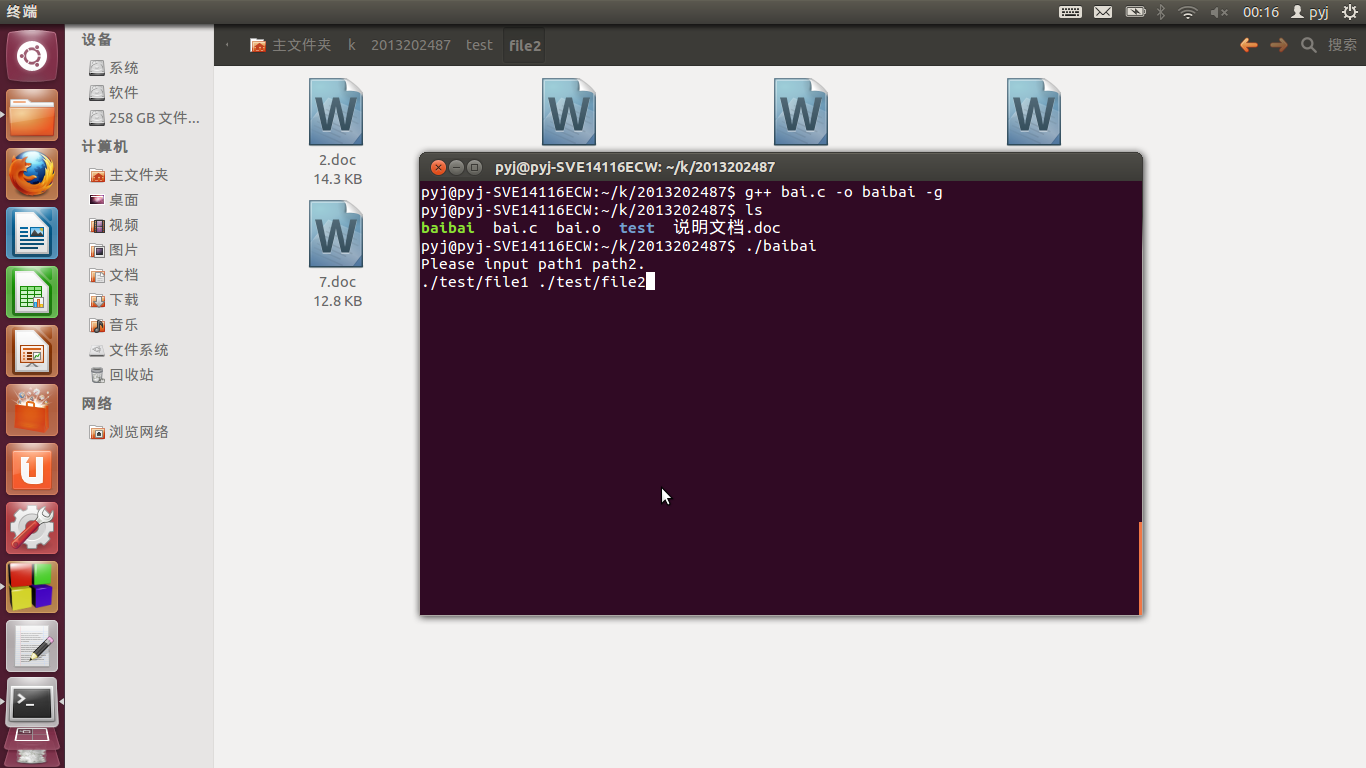 终端
00:16 pyj
设备
系统
软件
258 GB 文件...
计算机
主文件夹
桌面
视频
图片
文档
下载
音乐
文件系统
回收站
网络
浏览网络
主文件夹 k 2013202487 test file2
搜索
W W W W
2.doc
14.3 KB
W
7.doc
12.8 KB
pyj@pyj-SVE14116ECW: ~/k/2013202487
pyj@pyj-SVE14116ECW:~/k/2013202487$ g++ bai.c -o baibai -g
pyj@pyj-SVE14116ECW:~/k/2013202487$ ls
baibai bai.c bai.o test 说明文档.doc
pyj@pyj-SVE14116ECW:~/k/2013202487$ ./baibai
Please input path1 path2.
./test/file1 ./test/file2